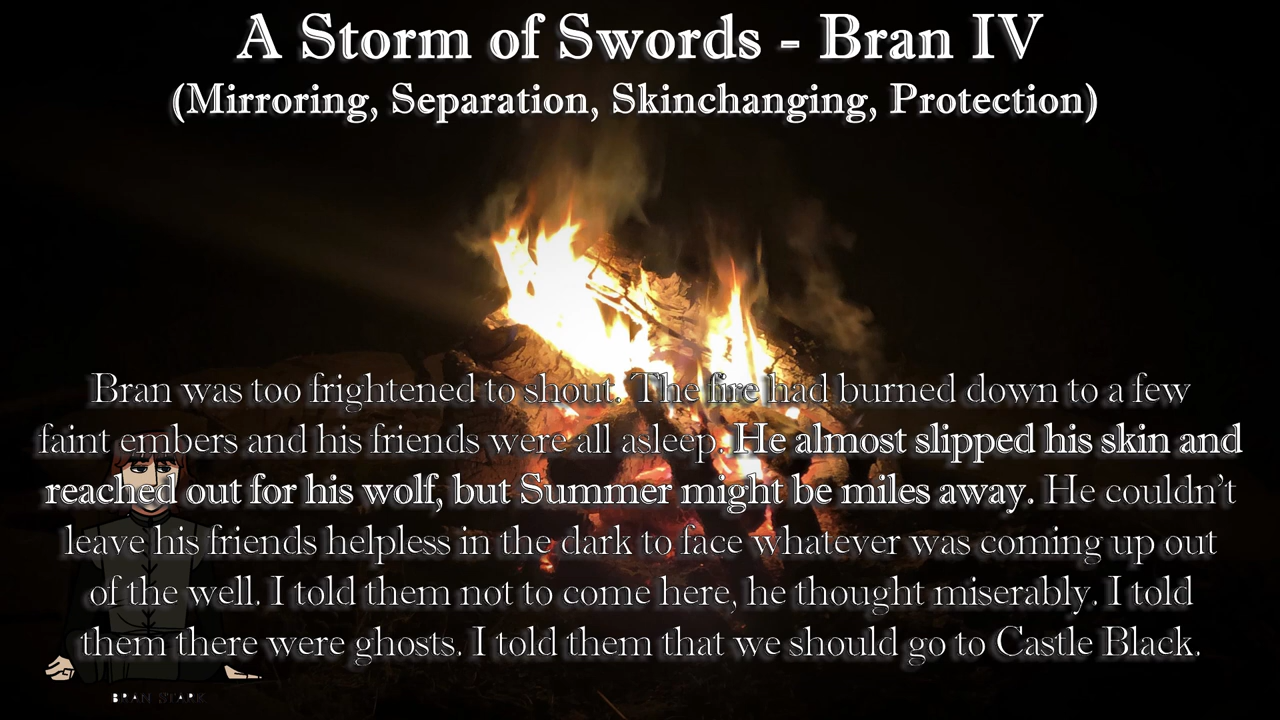 A Storm of Swords - Bran IV
(Mirroring, Separation, Skinchanging, Protection)
Bran was too frightened to shout. The fire had burned down to a few
faint embers and his friends were all asleep. He almost slipped his skin and
reached out for his wolf, but Summer might be miles away. He couldn't
leave his friends helpless in the dark to face whatever was coming up out
of the well. I told them not to come here, he thought miserably. I told
them there were ghosts. I told them that we should go to Castle Black.
BRAN STARK